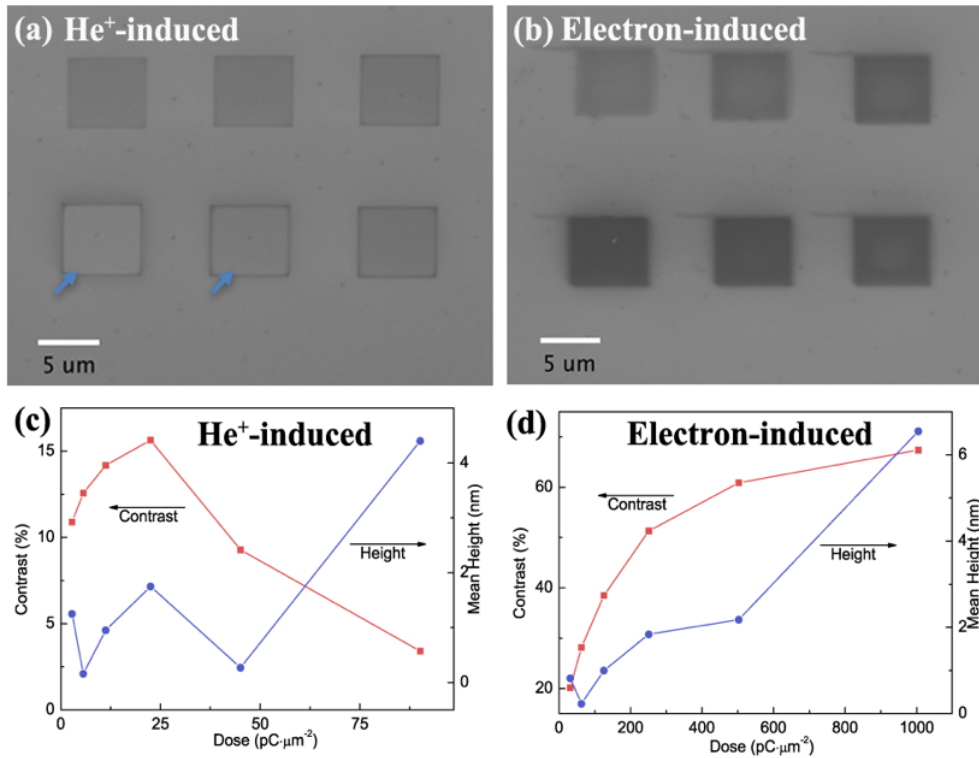 (a) He⁺-induced
5 um
(b) Electron-induced
5 um
(c) He⁺-induced
Contrast (%)
15
10
5
0
Contrast
Height
4
2
0
Mean Height (nm)
0 25 50 75
Dose (pC·μm⁻²)
(d) Electron-induced
Contrast (%)
60
40
20
Contrast
Height
6
4
2
0
Mean Height (nm)
0 200 400 600 800 1000
Dose (pC·μm⁻²)